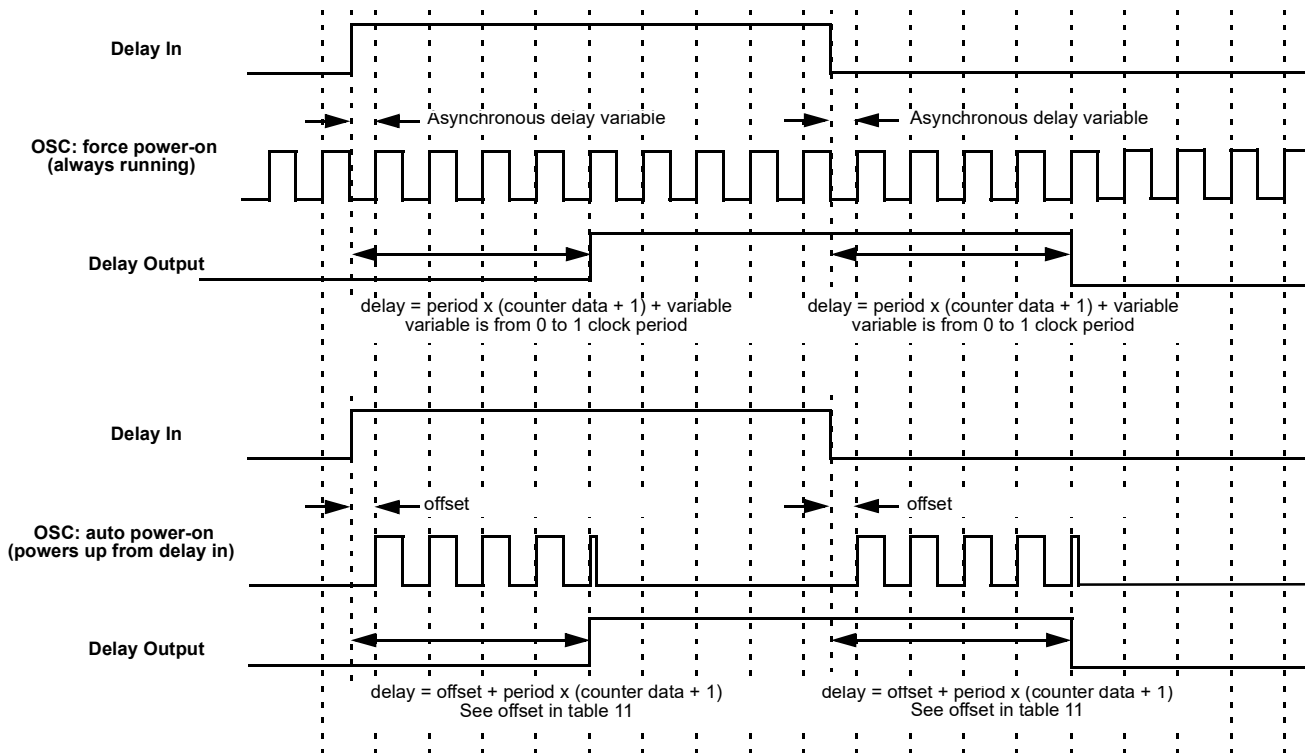 Delay In
Asynchronous delay variable
Asynchronous delay variable
OSC: force power-on
(always running)
Delay Output
delay = period x (counter data + 1) + variable
variable is from 0 to 1 clock period
delay = period x (counter data + 1) + variable
variable is from 0 to 1 clock period
Delay In
offset
offset
OSC: auto power-on
(powers up from delay in)
Delay Output
delay = offset + period x (counter data + 1)
See offset in table 11
delay = offset + period x (counter data + 1)
See offset in table 11